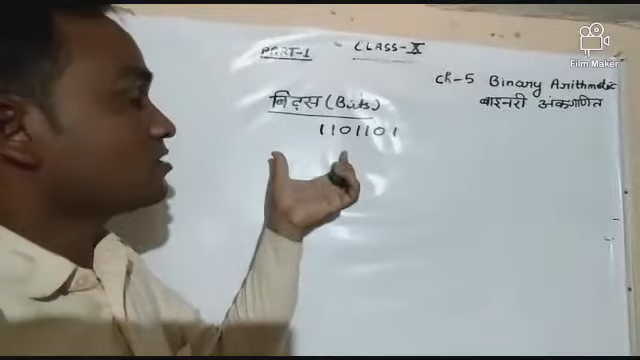 PART-1 CLASS-X
Ch-5 Binary Arithmetic
बाइनरी अंकगणित
बिट्स (Bits)
1101101
Film Maker